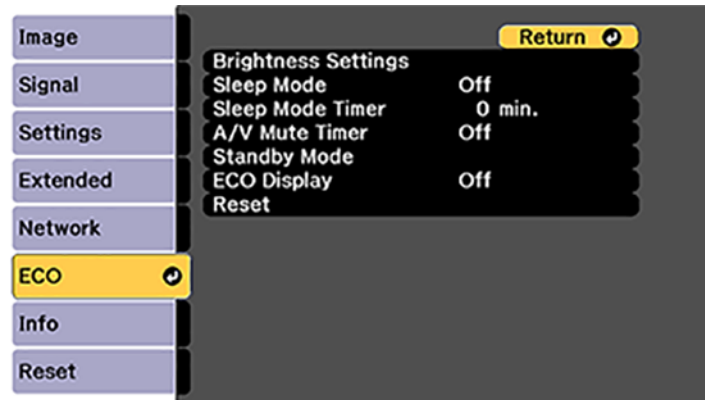 Image
Signal
Settings
Extended
Network
ECO
Info
Reset
Return
Brightness Settings
Sleep Mode Off
Sleep Mode Timer 0 min.
A/V Mute Timer Off
Standby Mode
ECO Display Off
Reset